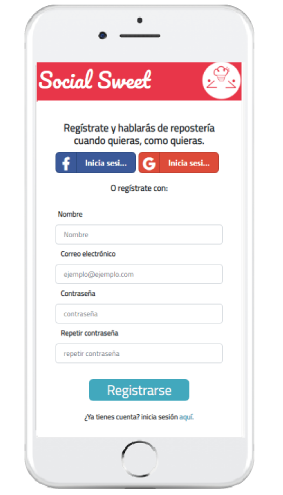 Social Sweet
Regístrate y hablarás de repostería
cuando quieras, como quieras.
f Inicia sesi... G Inicia sesi...
O regístrate con:
Nombre
Nombre
Correo electrónico
ejemplo@ejemplo.com
Contraseña
contraseña
Repetir contraseña
repetir contraseña
Registrarse
¿Ya tienes cuenta? inicia sesión aquí.